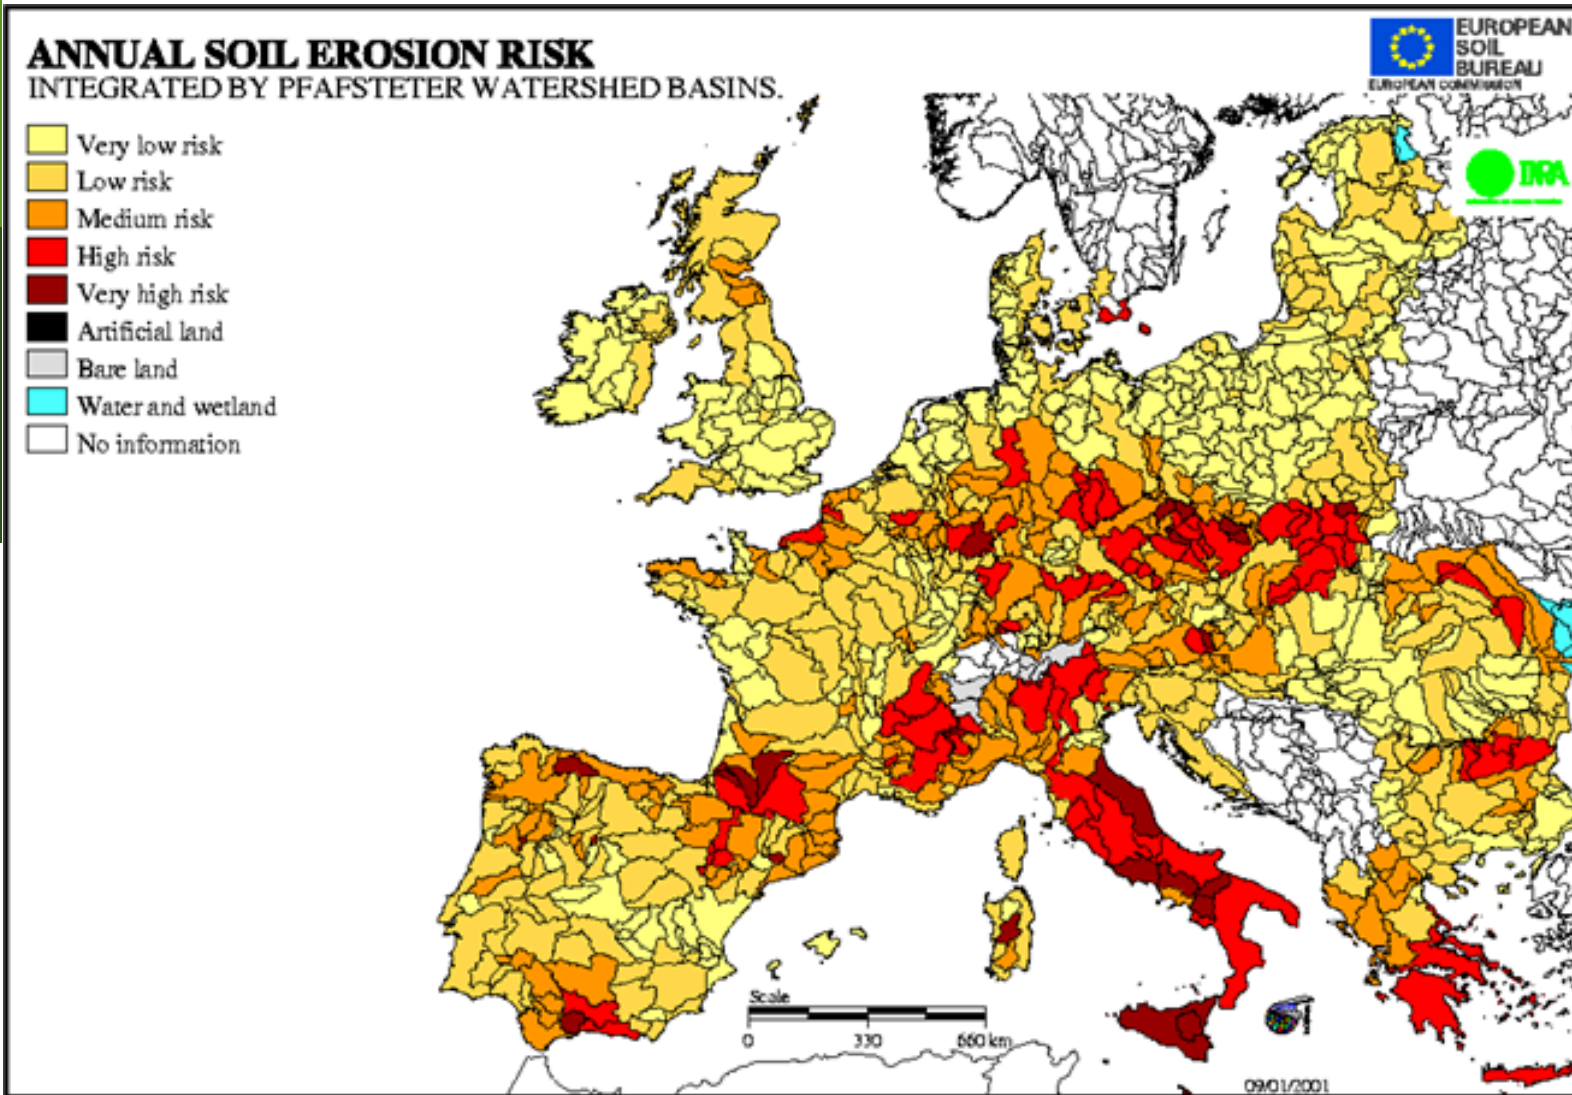 ANNUAL SOIL EROSION RISK
INTEGRATED BY PFAFSTETER WATERSHED BASINS.
EUROPEAN
SOIL
BUREAU
EUROPEAN COMMISSION
Very low risk
Low risk
Medium risk
High risk
Very high risk
Artificial land
Bare land
Water and wetland
No information
INRA
Scale
0 330 660 km
09/01/2001